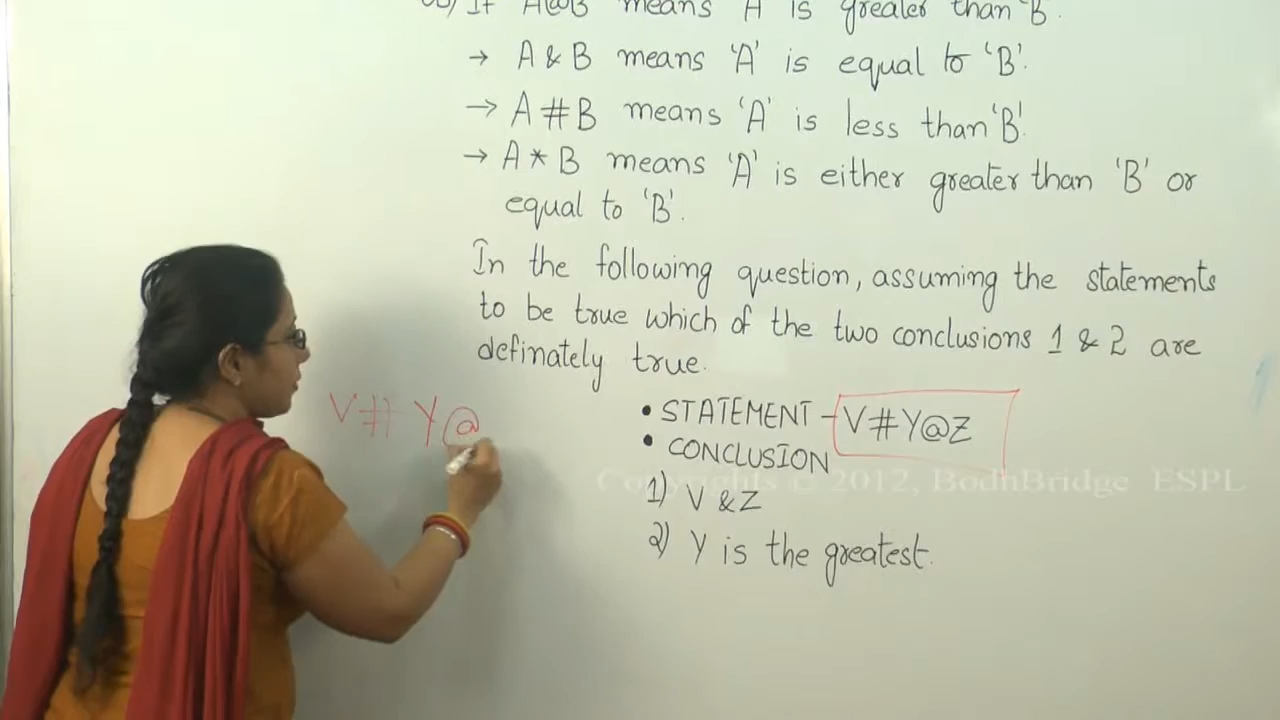 If A@B means 'A' is greater than 'B'.
→ A & B means 'A' is equal to 'B'.
→ A # B means 'A' is less than 'B'.
→ A * B means 'A' is either greater than 'B' or
equal to 'B'.
In the following question, assuming the statements
to be true which of the two conclusions 1 & 2 are
definately true.
V # Y @
• STATEMENT - V#Y@Z
• CONCLUSION
Copyrights © 2012, BodhBridge ESPL
1) V & Z
2) Y is the greatest.